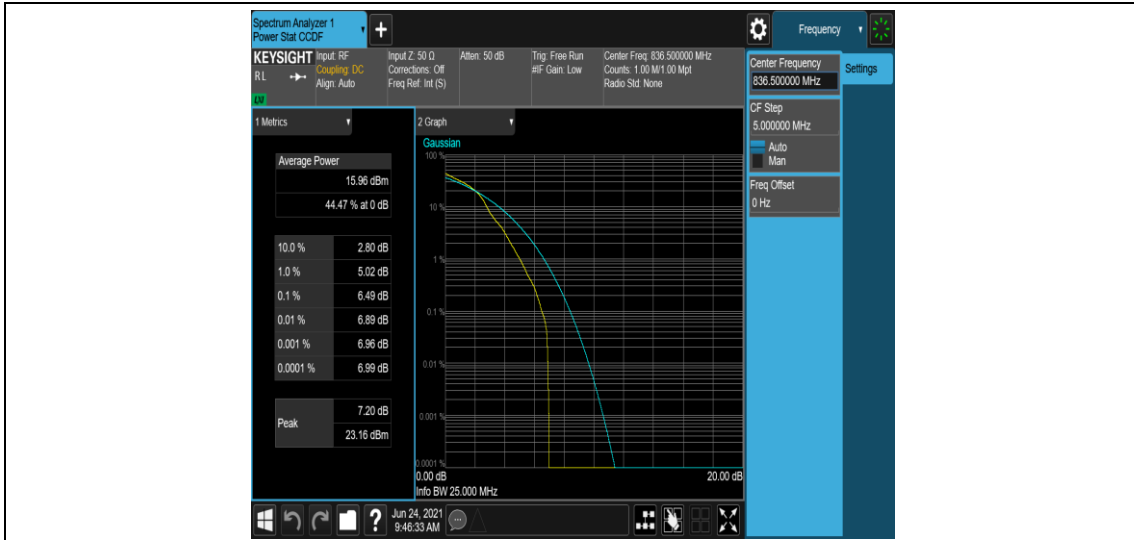 Spectrum Analyzer 1
Power Stat CCDF
Frequency
KEYSIGHT
RL
Input: RF
Coupling: DC
Align: Auto
Input Z: 50 Ω
Corrections: Off
Freq Ref: Int (S)
Atten: 50 dB
Trig: Free Run
#IF Gain: Low
Center Freq: 836.500000 MHz
Counts: 1.00 M/1.00 Mpt
Radio Std: None
Center Frequency
836.500000 MHz
Settings
CF Step
5.000000 MHz
Auto
Man
Freq Offset
0 Hz
1 Metrics
Average Power
15.96 dBm
44.47 % at 0 dB
10.0 % 2.80 dB
1.0 % 5.02 dB
0.1 % 6.49 dB
0.01 % 6.89 dB
0.001 % 6.96 dB
0.0001 % 6.99 dB
Peak
7.20 dB
23.16 dBm
2 Graph
Gaussian
100 %
10 %
1 %
0.1 %
0.01 %
0.001 %
0.0001 %
0.00 dB
20.00 dB
Info BW 25.000 MHz
?
Jun 24, 2021
9:46:33 AM